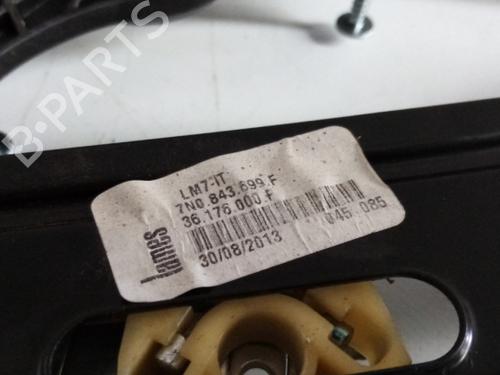 B-PARTS
LM7-IT
7N0 843 699 F
36.176.000 F
30/08/2013
045 085
lames